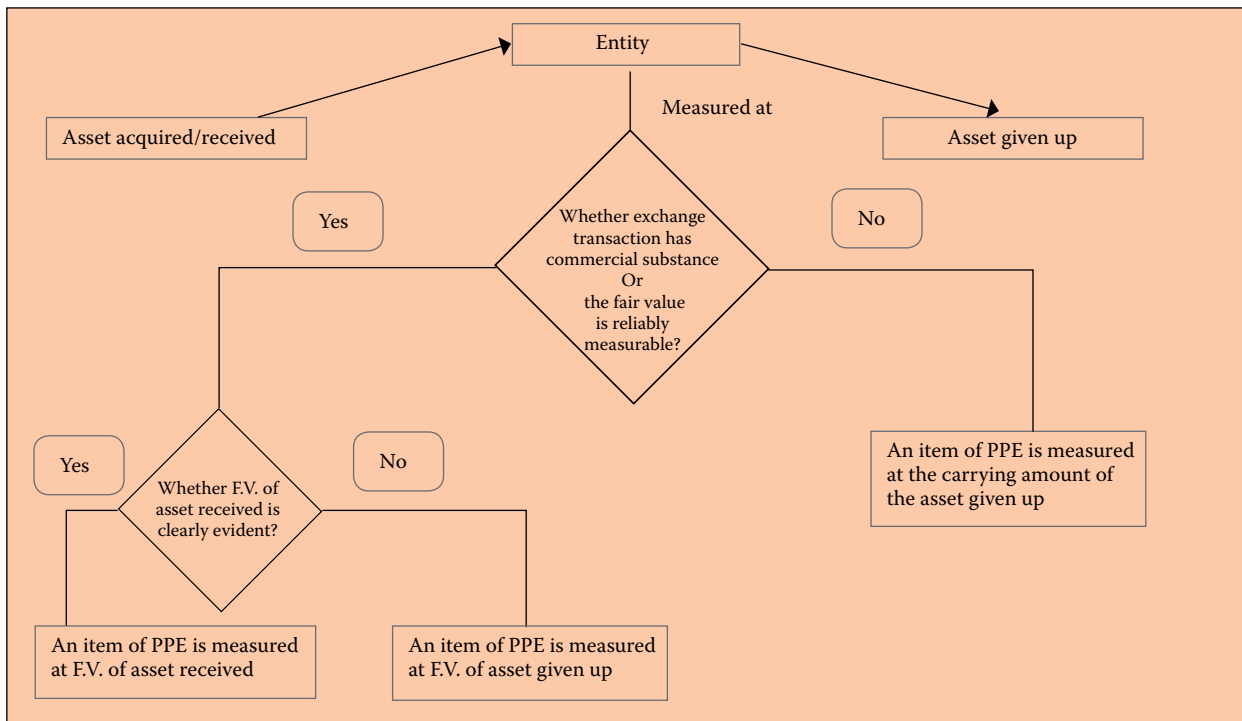 Entity
Measured at
Asset acquired/received
Asset given up
Yes
No
Whether exchange
transaction has
commercial substance
Or
the fair value
is reliably
measurable?
Yes
No
Whether F.V. of
asset received is
clearly evident?
An item of PPE is measured
at the carrying amount of
the asset given up
An item of PPE is measured
at F.V. of asset received
An item of PPE is measured
at F.V. of asset given up